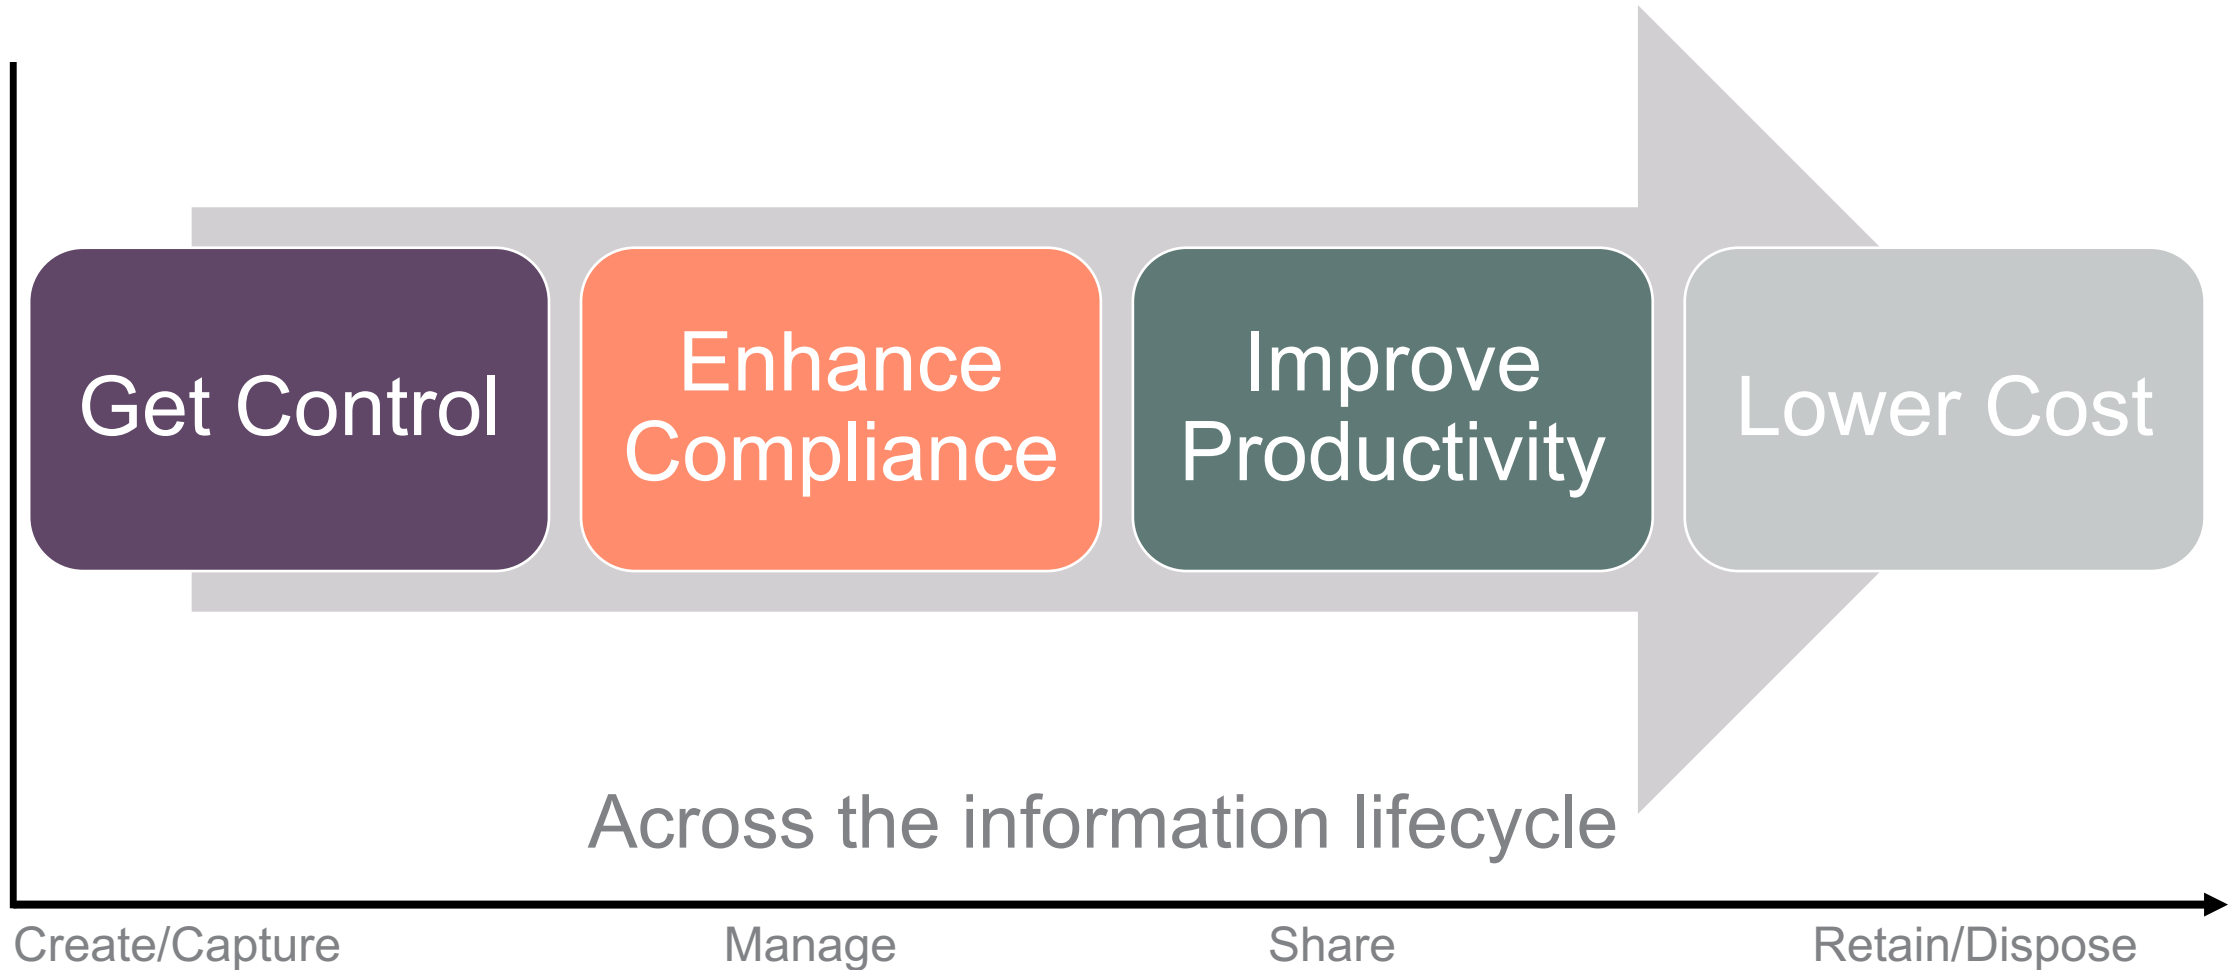 Get Control
Enhance
Compliance
Improve
Productivity
Lower Cost
Across the information lifecycle
Create/Capture
Manage
Share
Retain/Dispose